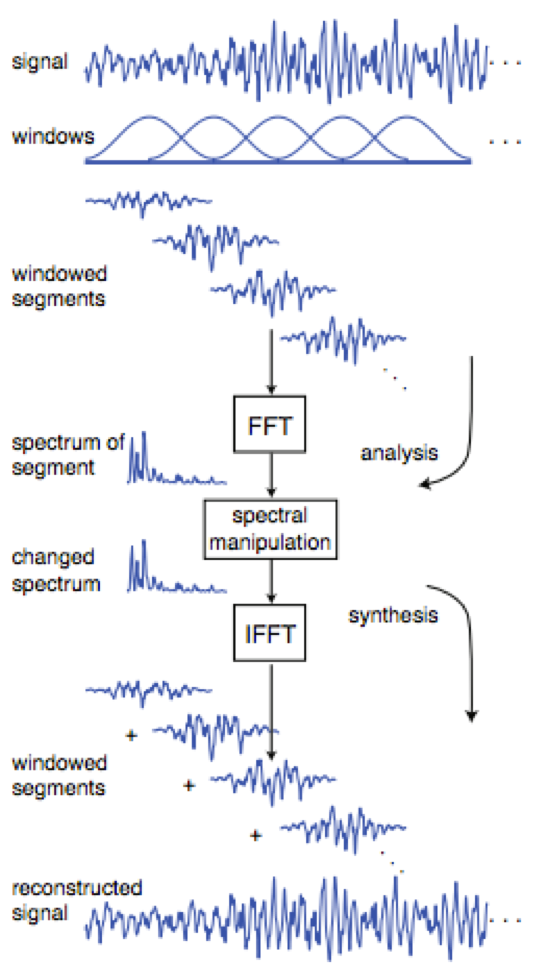 signal
. . .
windows
. . .
windowed
segments
. . .
FFT
spectrum of
segment
analysis
spectral
manipulation
changed
spectrum
synthesis
IFFT
+
windowed
segments
+
+
. . .
reconstructed
signal
. . .